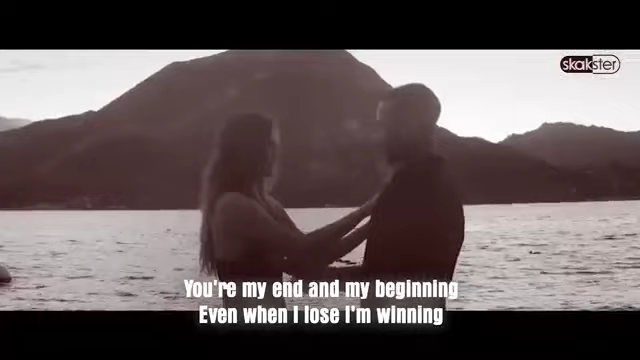 skakster
You're my end and my beginning
Even when I lose I'm winning